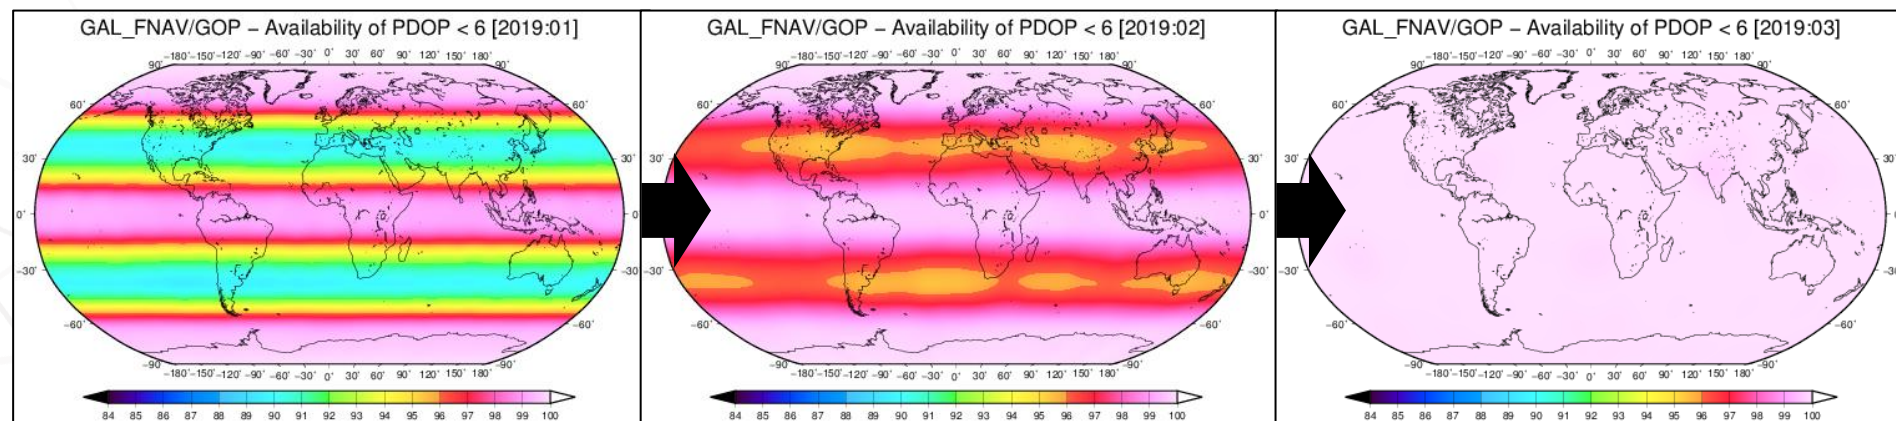 GAL_FNAV/GOP – Availability of PDOP < 6 [2019:01]
−180˚ −150˚ −120˚ −90˚ −60˚ −30˚ 0˚ 30˚ 60˚ 90˚ 120˚ 150˚ 180˚
90˚ 90˚
60˚ 60˚
30˚ 30˚
0˚ 0˚
−30˚ −30˚
−60˚ −60˚
−90˚ −90˚
−180˚ −150˚ −120˚ −90˚ −60˚ −30˚ 0˚ 30˚ 60˚ 90˚ 120˚ 150˚ 180˚
84 85 86 87 88 89 90 91 92 93 94 95 96 97 98 99 100
GAL_FNAV/GOP – Availability of PDOP < 6 [2019:02]
−180˚ −150˚ −120˚ −90˚ −60˚ −30˚ 0˚ 30˚ 60˚ 90˚ 120˚ 150˚ 180˚
90˚ 90˚
60˚ 60˚
30˚ 30˚
0˚
−30˚ −30˚
−60˚ −60˚
−90˚ −90˚
−180˚ −150˚ −120˚ −90˚ −60˚ −30˚ 0˚ 30˚ 60˚ 90˚ 120˚ 150˚ 180˚
84 85 86 87 88 89 90 91 92 93 94 95 96 97 98 99 100
GAL_FNAV/GOP – Availability of PDOP < 6 [2019:03]
−180˚ −150˚ −120˚ −90˚ −60˚ −30˚ 0˚ 30˚ 60˚ 90˚ 120˚ 150˚ 180˚
90˚ 90˚
60˚ 60˚
30˚ 30˚
−30˚ −30
−60˚ −60˚
−90˚ −90˚
−180˚ −150˚ −120˚ −90˚ −60˚ −30˚ 0˚ 30˚ 60˚ 90˚ 120˚ 150˚ 180˚
84 85 86 87 88 89 90 91 92 93 94 95 96 97 98 99 100